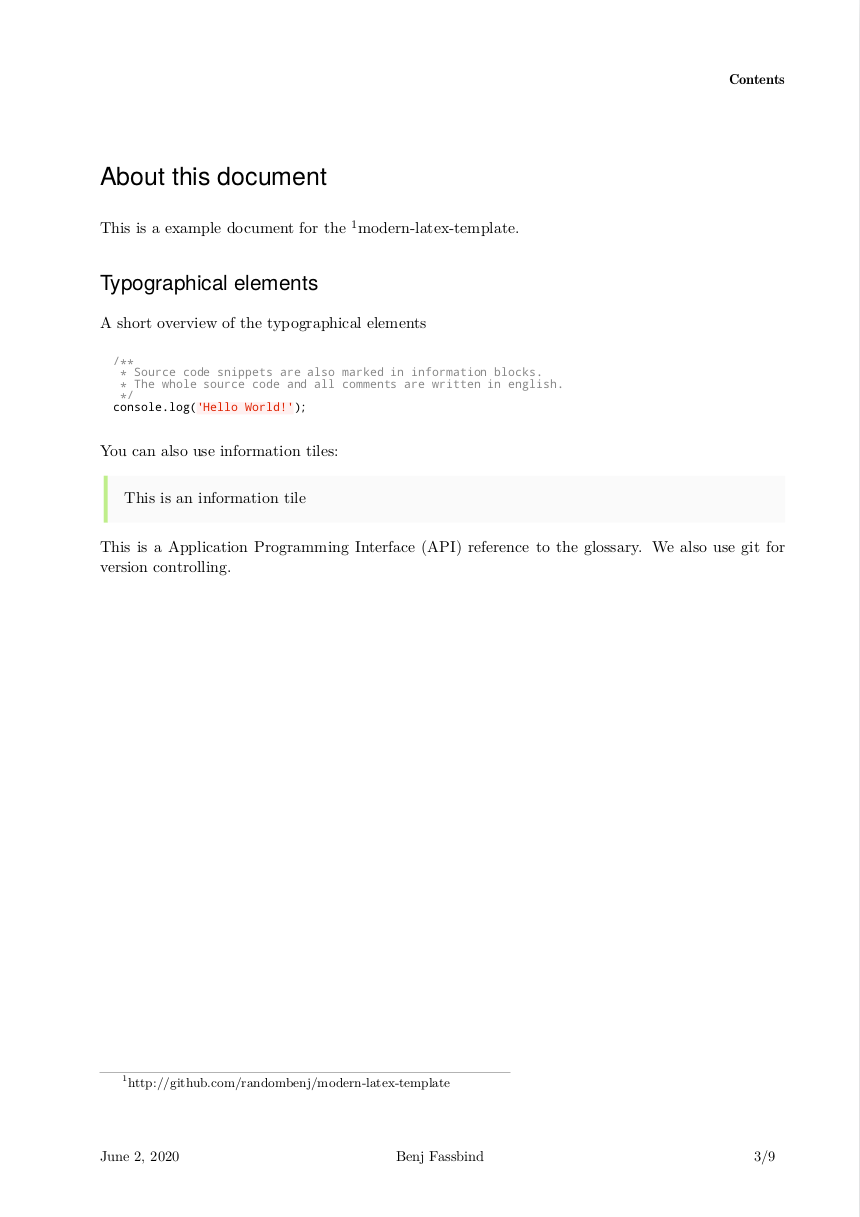 Contents
About this document
This is a example document for the ¹modern-latex-template.
Typographical elements
A short overview of the typographical elements
/**
 * Source code snippets are also marked in information blocks.
 * The whole source code and all comments are written in english.
 */
console.log('Hello World!');
You can also use information tiles:
This is an information tile
This is a Application Programming Interface (API) reference to the glossary. We also use git for
version controlling.
¹http://github.com/randombenj/modern-latex-template
June 2, 2020 Benj Fassbind 3/9